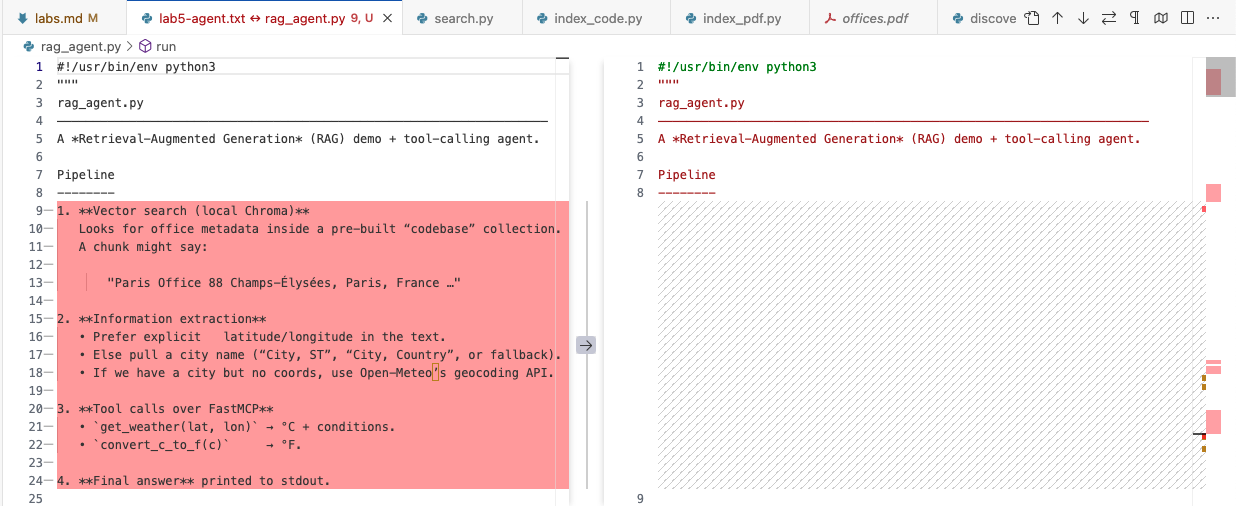 labs.md M
lab5-agent.txt ↔ rag_agent.py 9, U
search.py
index_code.py
index_pdf.py
offices.pdf
discove
rag_agent.py > run
1 #!/usr/bin/env python3
2 """
3 rag_agent.py
4 ────────────────────────────────────────────────────────────────────
5 A *Retrieval-Augmented Generation* (RAG) demo + tool-calling agent.
6
7 Pipeline
8 --------
9— 1. **Vector search (local Chroma)**
10— Looks for office metadata inside a pre-built “codebase” collection.
11— A chunk might say:
12—
13— "Paris Office 88 Champs-Élysées, Paris, France …"
14—
15— 2. **Information extraction**
16— • Prefer explicit latitude/longitude in the text.
17— • Else pull a city name (“City, ST”, “City, Country”, or fallback).
18— • If we have a city but no coords, use Open-Meteo’s geocoding API.
19—
20— 3. **Tool calls over FastMCP**
21— • `get_weather(lat, lon)` → °C + conditions.
22— • `convert_c_to_f(c)` → °F.
23—
24— 4. **Final answer** printed to stdout.
25
1 #!/usr/bin/env python3
2 """
3 rag_agent.py
4 ────────────────────────────────────────────────────────────────────
5 A *Retrieval-Augmented Generation* (RAG) demo + tool-calling agent.
6
7 Pipeline
8 --------
9